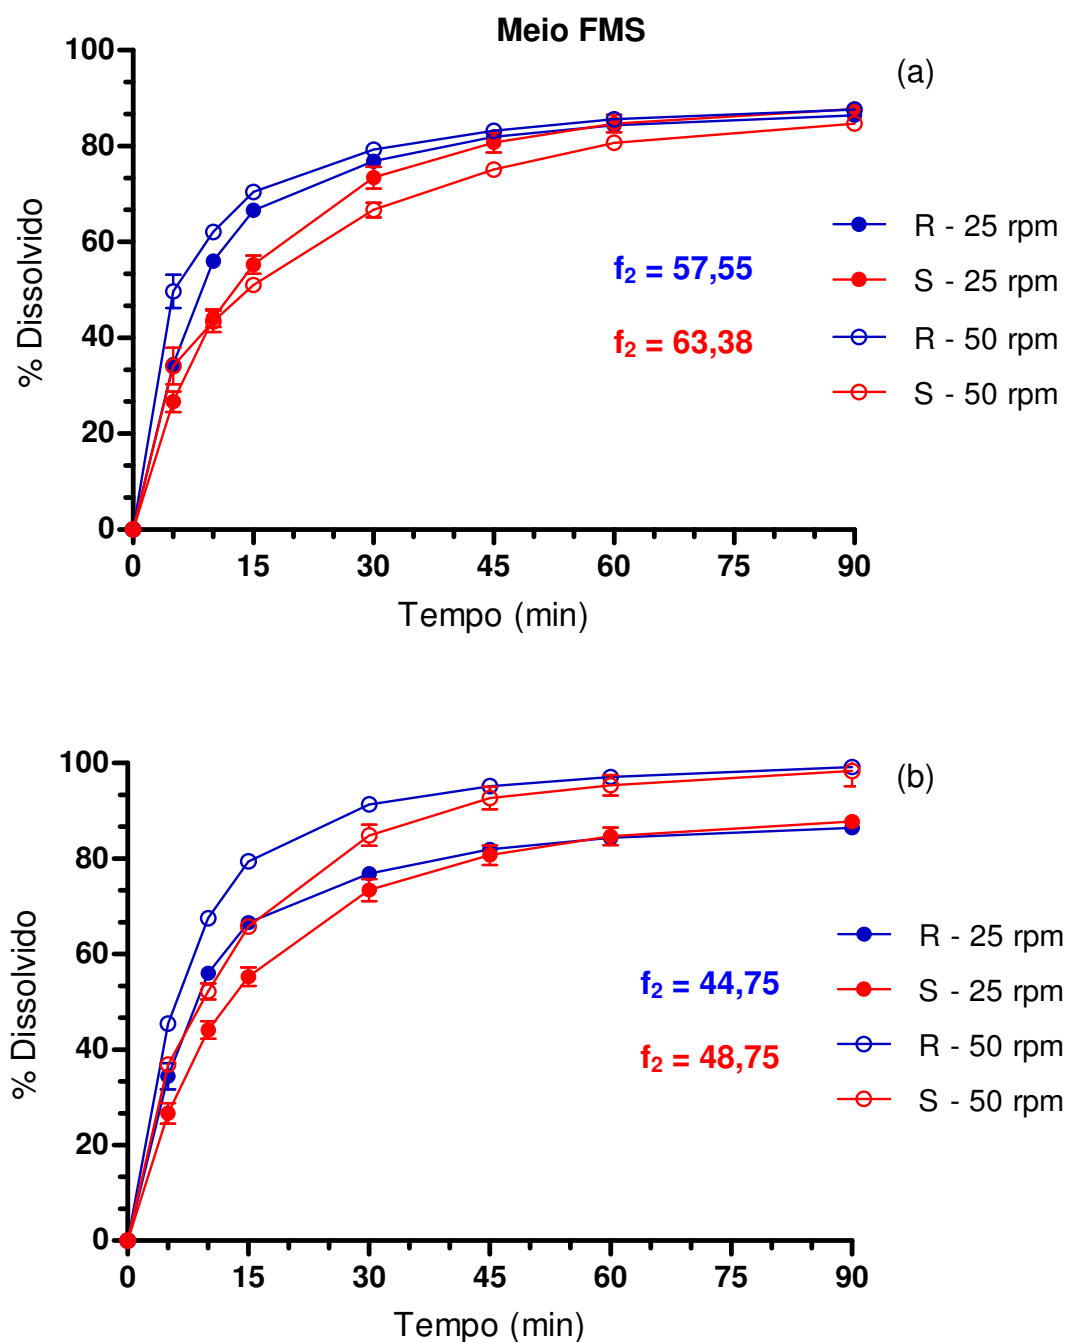 Meio FMS
(a)
100
80
60
40
20
0
% Dissolvido
0 15 30 45 60 75 90
Tempo (min)
f₂ = 57,55
f₂ = 63,38
R - 25 rpm
S - 25 rpm
R - 50 rpm
S - 50 rpm
(b)
100
80
60
40
20
0
% Dissolvido
0 15 30 45 60 75 90
Tempo (min)
f₂ = 44,75
f₂ = 48,75
R - 25 rpm
S - 25 rpm
R - 50 rpm
S - 50 rpm